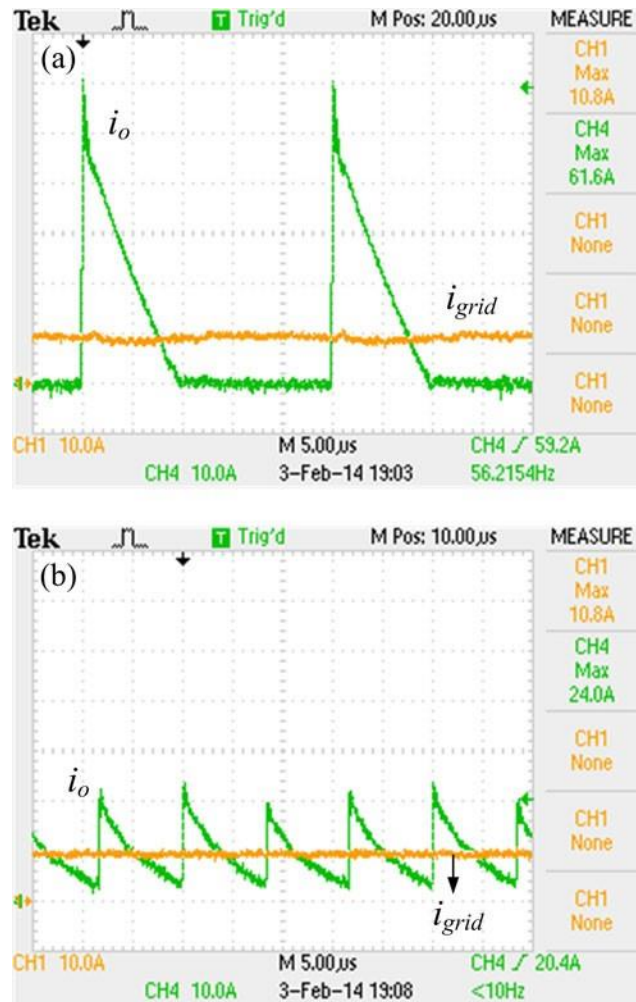 Tek T Trig'd M Pos: 20.00µs MEASURE
(a)
CH1
Max
10.8A
i_o
CH4
Max
61.6A
CH1
None
i_grid
CH1
None
CH1
None
CH1 10.0A M 5.00µs CH4 59.2A
CH4 10.0A 3-Feb-14 19:03 56.2154Hz
Tek T Trig'd M Pos: 10.00µs MEASURE
(b)
CH1
Max
10.8A
CH4
Max
24.0A
i_o
CH1
None
CH1
None
i_grid
CH1
None
CH1 10.0A M 5.00µs CH4 20.4A
CH4 10.0A 3-Feb-14 19:08 <10Hz